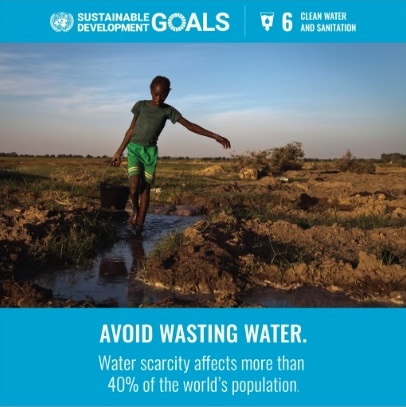 SUSTAINABLE
DEVELOPMENT GOALS
6 CLEAN WATER
AND SANITATION
AVOID WASTING WATER.
Water scarcity affects more than
40% of the world's population.